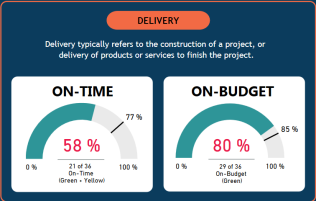 DELIVERY
Delivery typically refers to the construction of a project, or
delivery of products or services to finish the project.
ON-TIME
77 %
58 %
0 %
100 %
21 of 36
On-Time
(Green + Yellow)
ON-BUDGET
85 %
80 %
0 %
100 %
29 of 36
On-Budget
(Green)